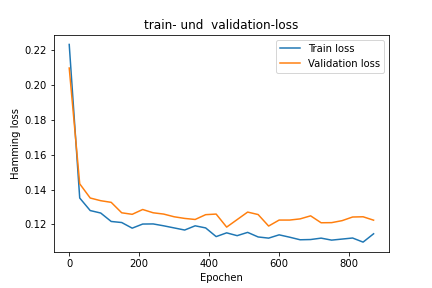 train- und  validation-loss
Train loss
Validation loss
Hamming loss
0.22
0.20
0.18
0.16
0.14
0.12
0 200 400 600 800
Epochen